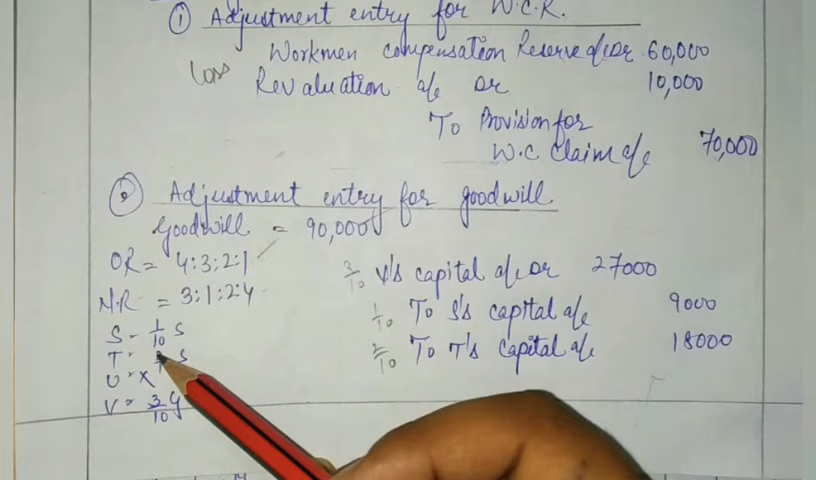 ① Adjustment entry for W.C.R.
Workmen Compensation Reserve a/c Dr. 60,000
Loss Revaluation a/c Dr 10,000
To Provision for
W.C Claim a/c 70,000
② Adjustment entry for goodwill
Goodwill = 90,000
OR = 4:3:2:1
N.R = 3:1:2:4
3/10 V's capital a/c Dr 27000
1/10 To S's capital a/c 9000
2/10 To T's Capital a/c 18000
S = 1/10 S
T = S
U = X
V = 3/10 G